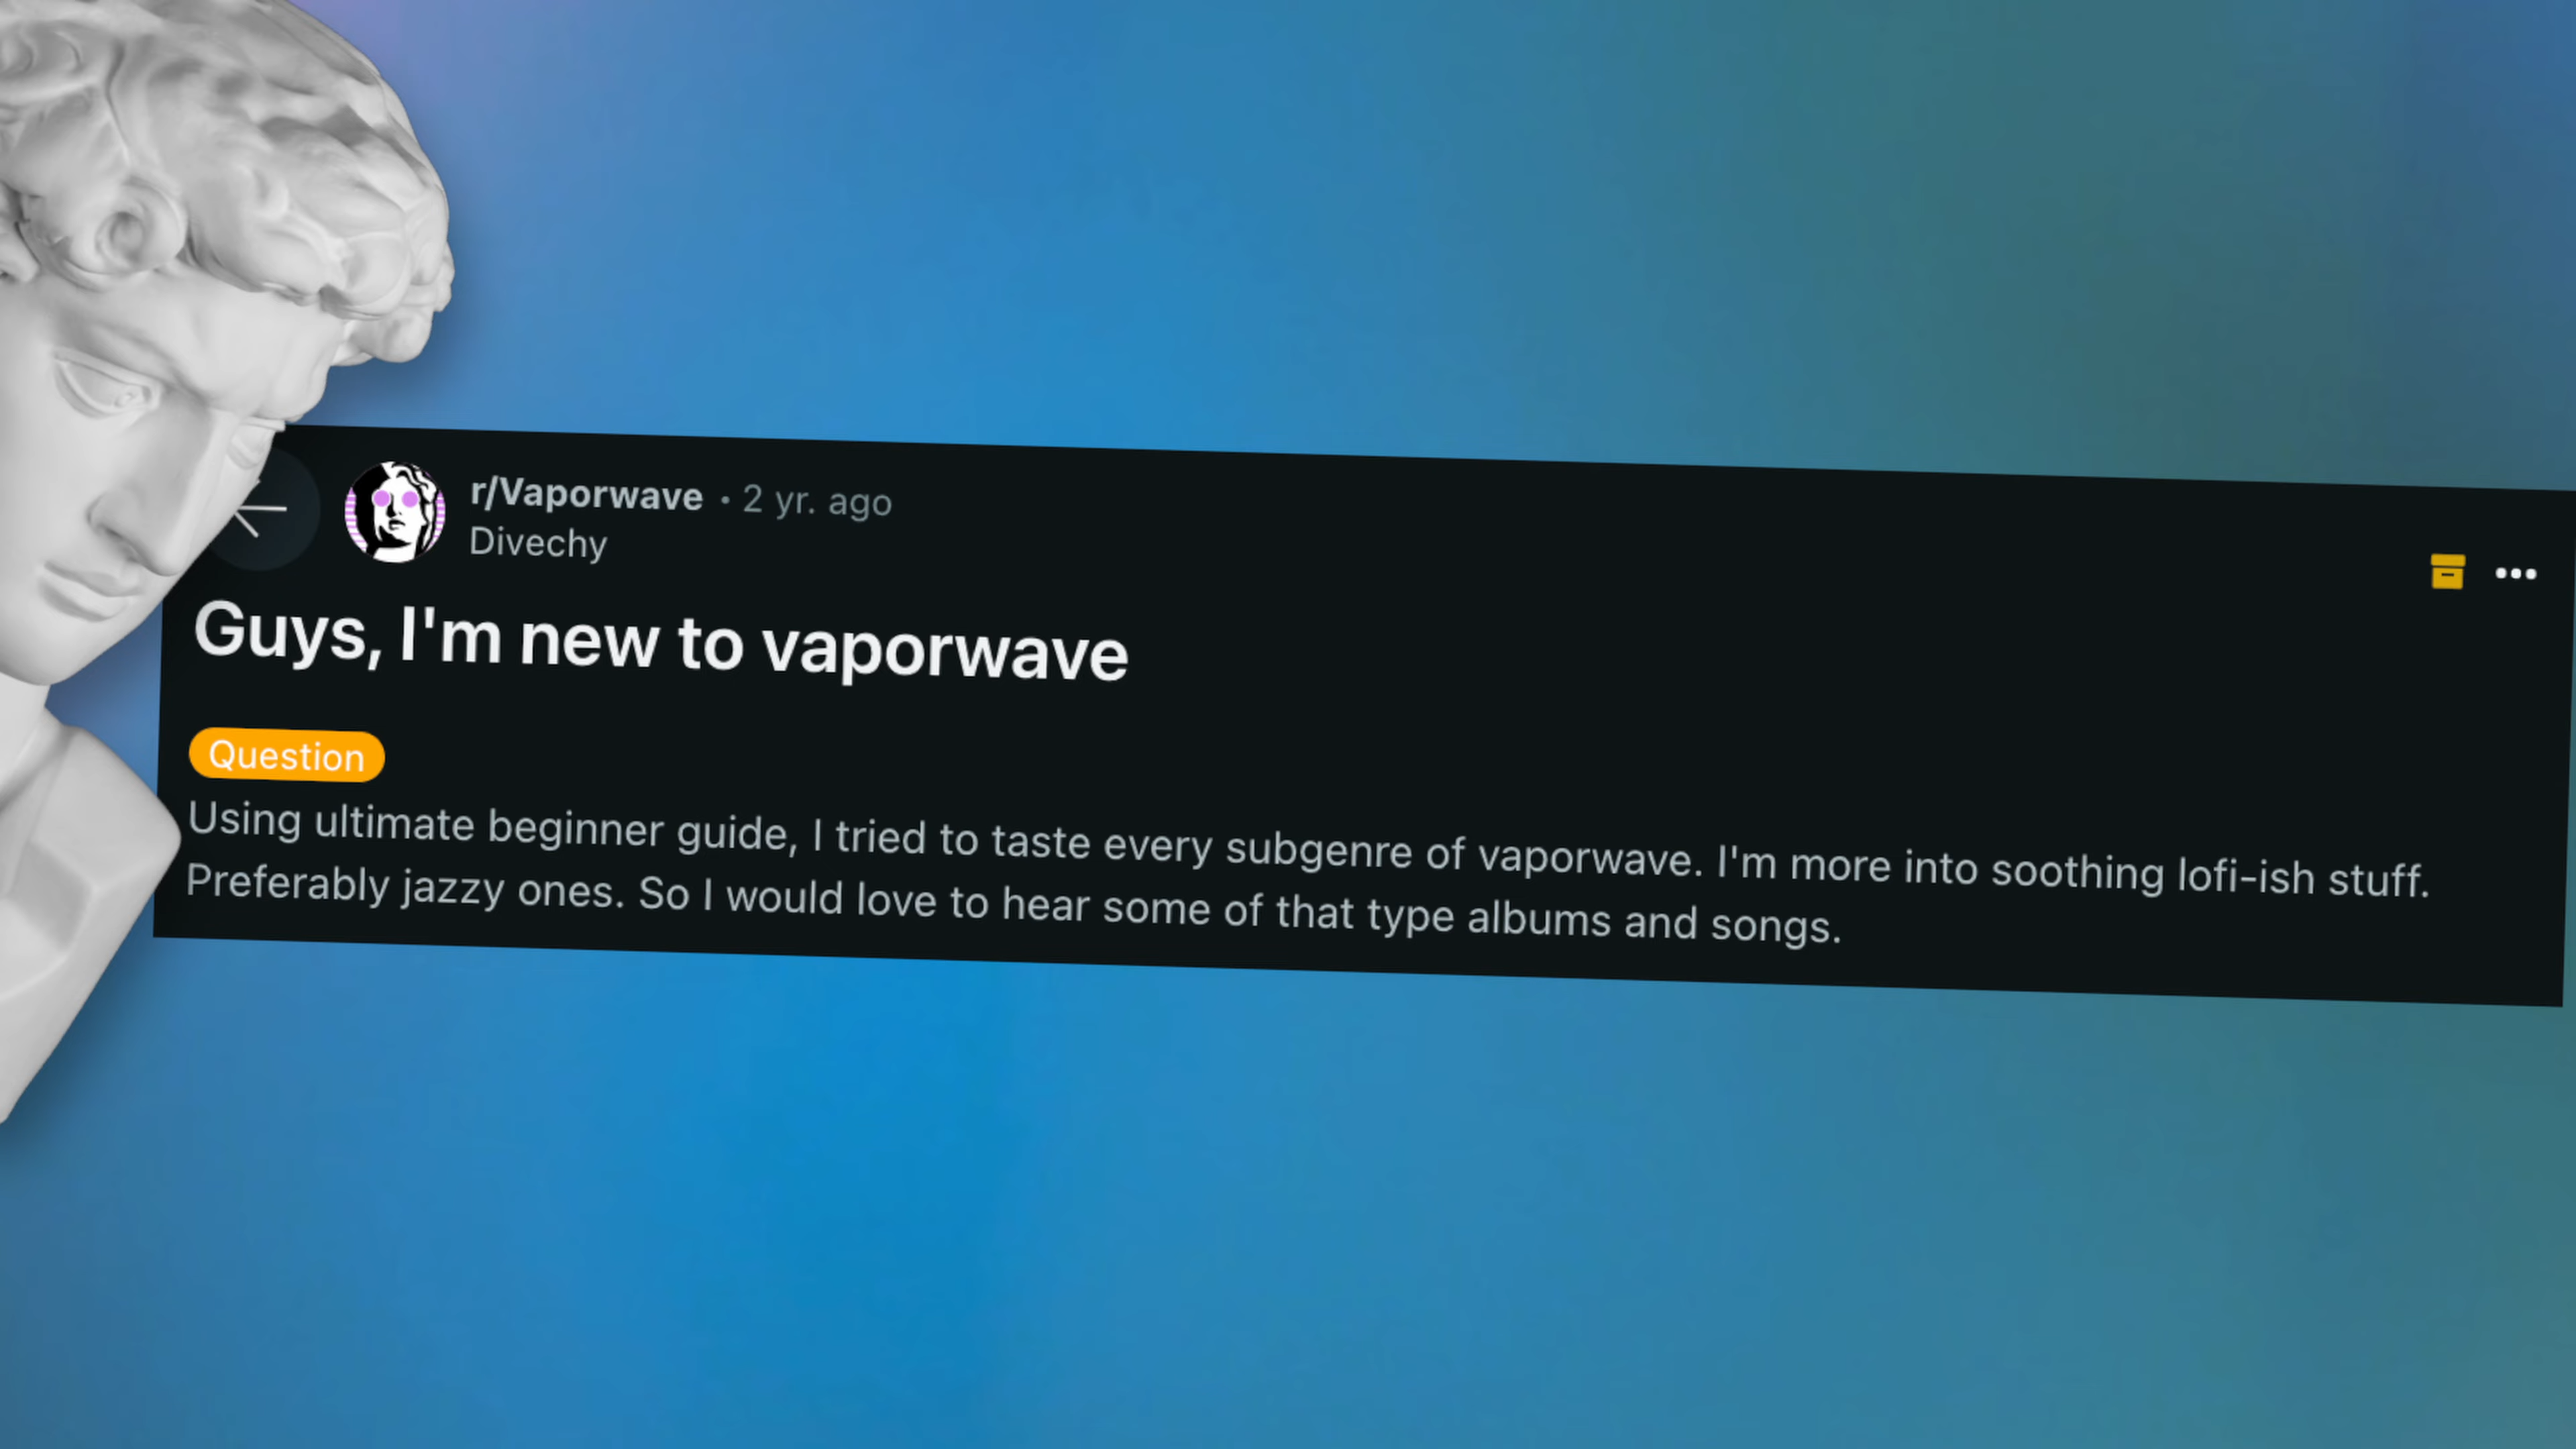 r/Vaporwave • 2 yr. ago
Divechy
Guys, I'm new to vaporwave
Question
Using ultimate beginner guide, I tried to taste every subgenre of vaporwave. I'm more into soothing lofi-ish stuff.
Preferably jazzy ones. So I would love to hear some of that type albums and songs.